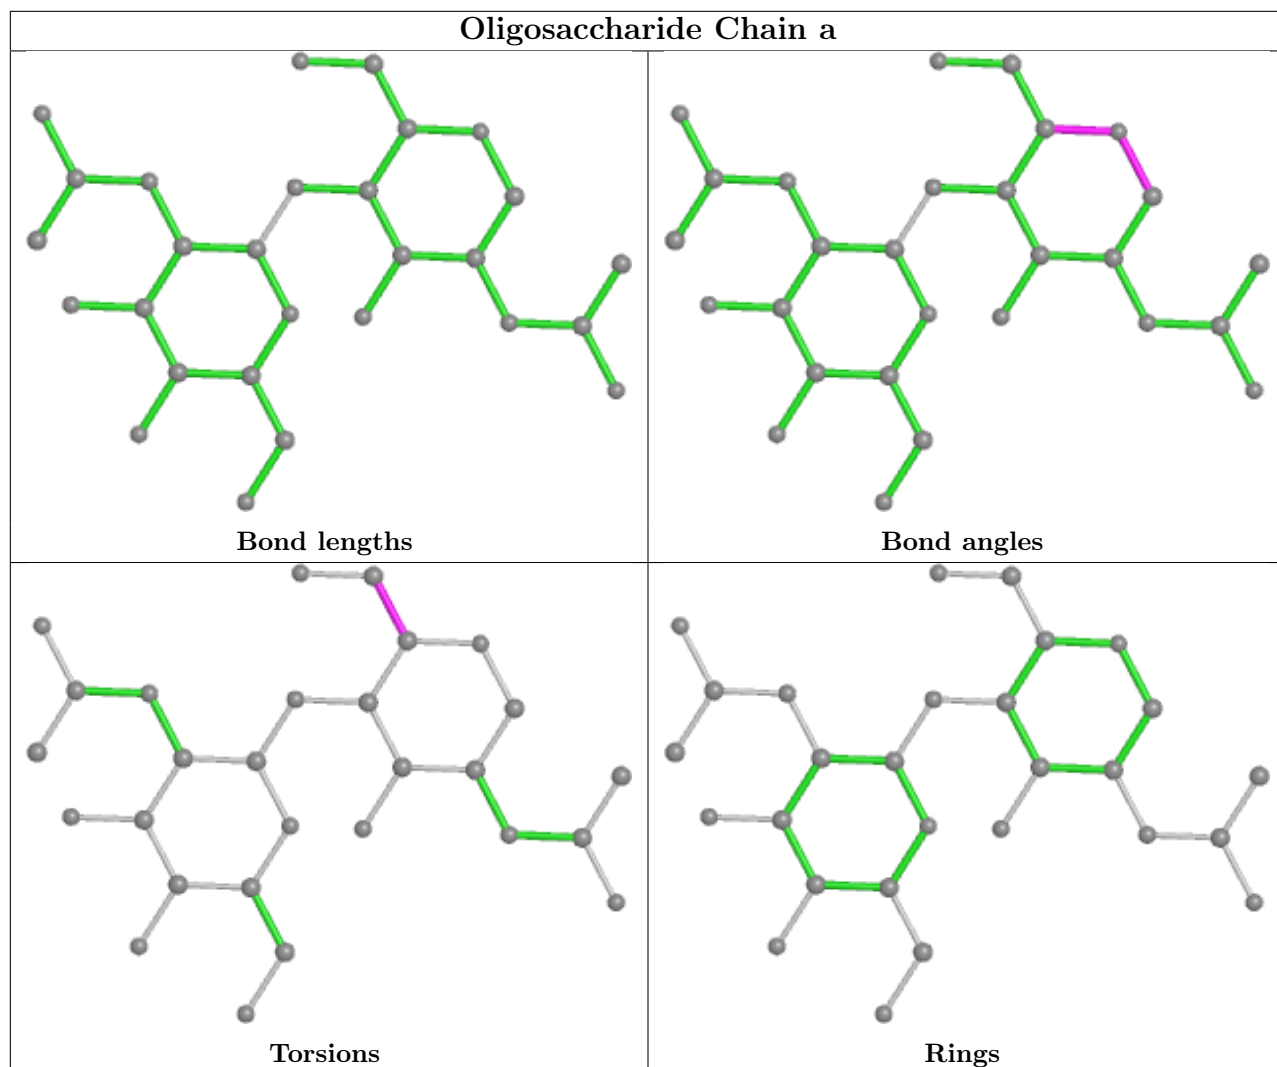 Oligosaccharide Chain a
Bond lengths
Bond angles
Torsions
Rings